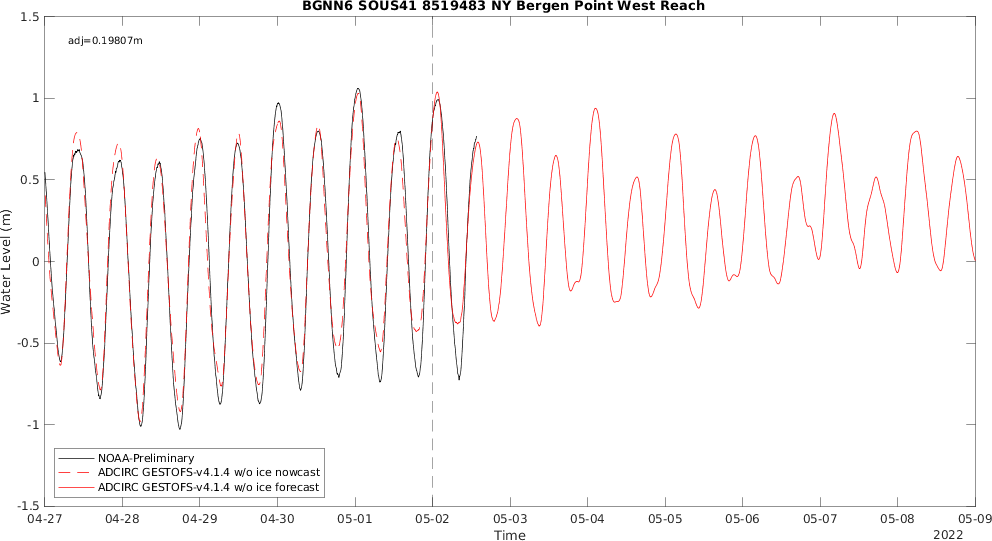 BGNN6 SOUS41 8519483 NY Bergen Point West Reach
1.5
adj=0.19807m
1
0.5
0
-0.5
-1
-1.5
Water Level (m)
NOAA-Preliminary
ADCIRC GESTOFS-v4.1.4 w/o ice nowcast
ADCIRC GESTOFS-v4.1.4 w/o ice forecast
04-27 04-28 04-29 04-30 05-01 05-02 05-03 05-04 05-05 05-06 05-07 05-08 05-09
Time
2022